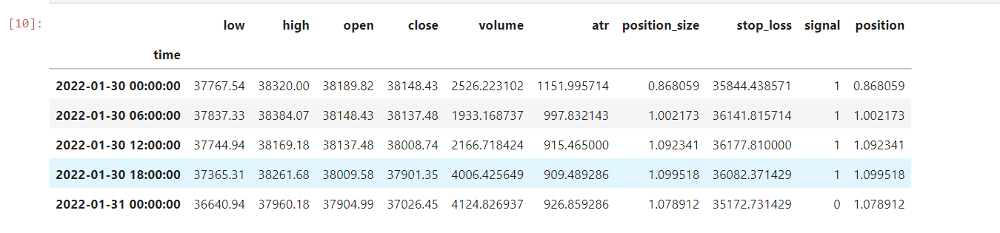 [10]:
low high open close volume atr position_size stop_loss signal position
time
2022-01-30 00:00:00 37767.54 38320.00 38189.82 38148.43 2526.223102 1151.995714 0.868059 35844.438571 1 0.868059
2022-01-30 06:00:00 37837.33 38384.07 38148.43 38137.48 1933.168737 997.832143 1.002173 36141.815714 1 1.002173
2022-01-30 12:00:00 37744.94 38169.18 38137.48 38008.74 2166.718424 915.465000 1.092341 36177.810000 1 1.092341
2022-01-30 18:00:00 37365.31 38261.68 38009.58 37901.35 4006.425649 909.489286 1.099518 36082.371429 1 1.099518
2022-01-31 00:00:00 36640.94 37960.18 37904.99 37026.45 4124.826937 926.859286 1.078912 35172.731429 0 1.078912